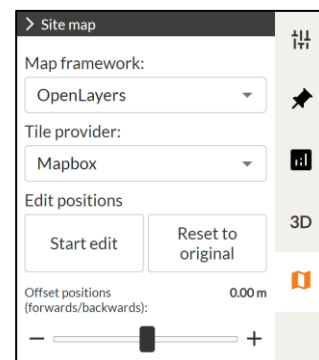 Site map
Map framework:
OpenLayers
Tile provider:
Mapbox
Edit positions
Start edit
Reset to
original
Offset positions
(forwards/backwards):
0.00 m
3D